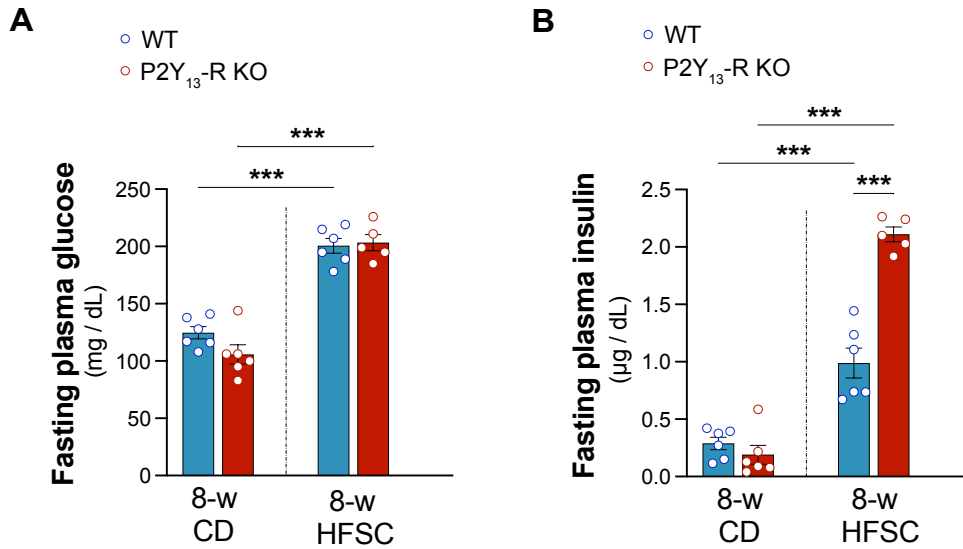 A
WT
P2Y13-R KO
***
***
Fasting plasma glucose
(mg / dL)
250
200
150
100
50
0
8-w
CD
8-w
HFSC
B
WT
P2Y13-R KO
***
***
***
Fasting plasma insulin
(µg / dL)
2.5
2.0
1.5
1.0
0.5
0.0
8-w
CD
8-w
HFSC